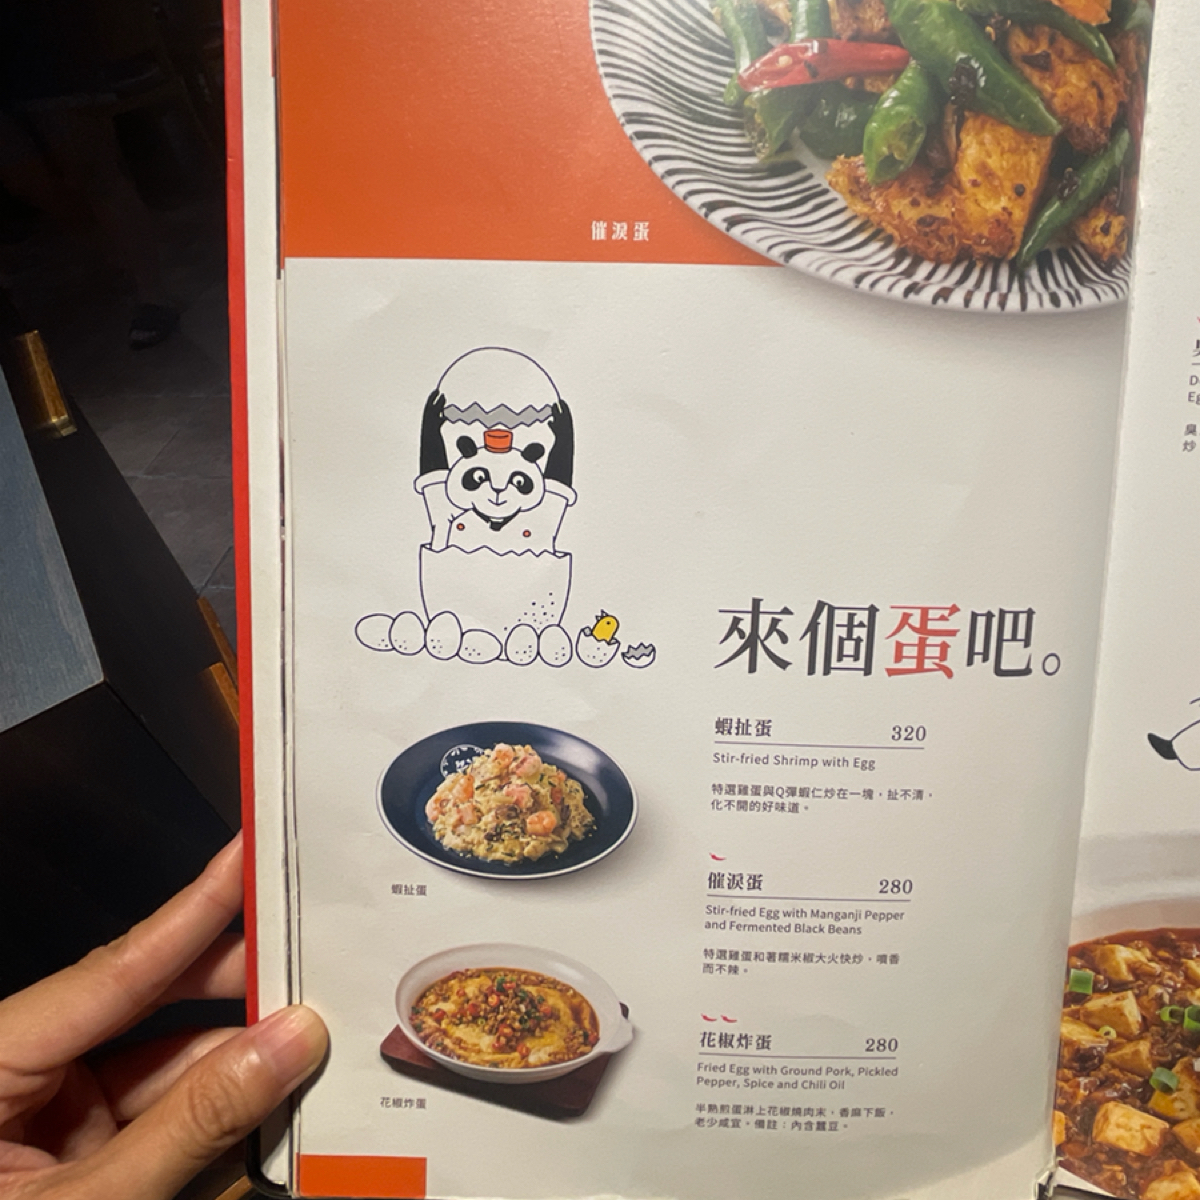 催淚蛋
來個蛋吧。
蝦扯蛋 320
Stir-fried Shrimp with Egg
特選雞蛋與Q彈蝦仁炒在一塊，扯不清，
化不開的好味道。
蝦扯蛋
催淚蛋 280
Stir-fried Egg with Manganji Pepper
and Fermented Black Beans
特選雞蛋和著糯米椒大火快炒，噴香
而不辣。
花椒炸蛋 280
Fried Egg with Ground Pork, Pickled
Pepper, Spice and Chili Oil
半熟煎蛋淋上花椒燒肉末，香麻下飯，
老少咸宜。備註：內含蠶豆。
花椒炸蛋
臭
炒